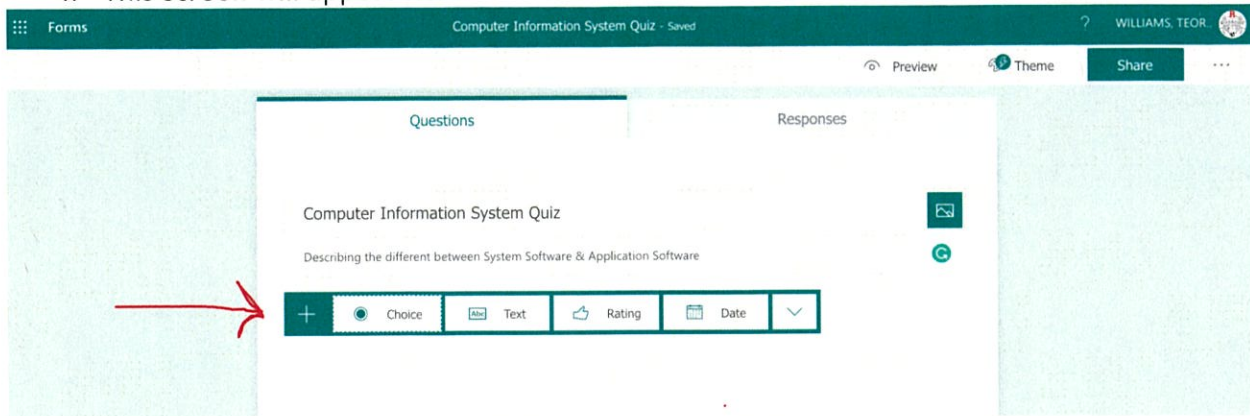 Forms
Computer Information System Quiz - Saved
? WILLIAMS, TEOR..
Preview
Theme
Share
...
Questions
Responses
Computer Information System Quiz
Describing the different between System Software & Application Software
+ Choice
Abc Text
Rating
Date